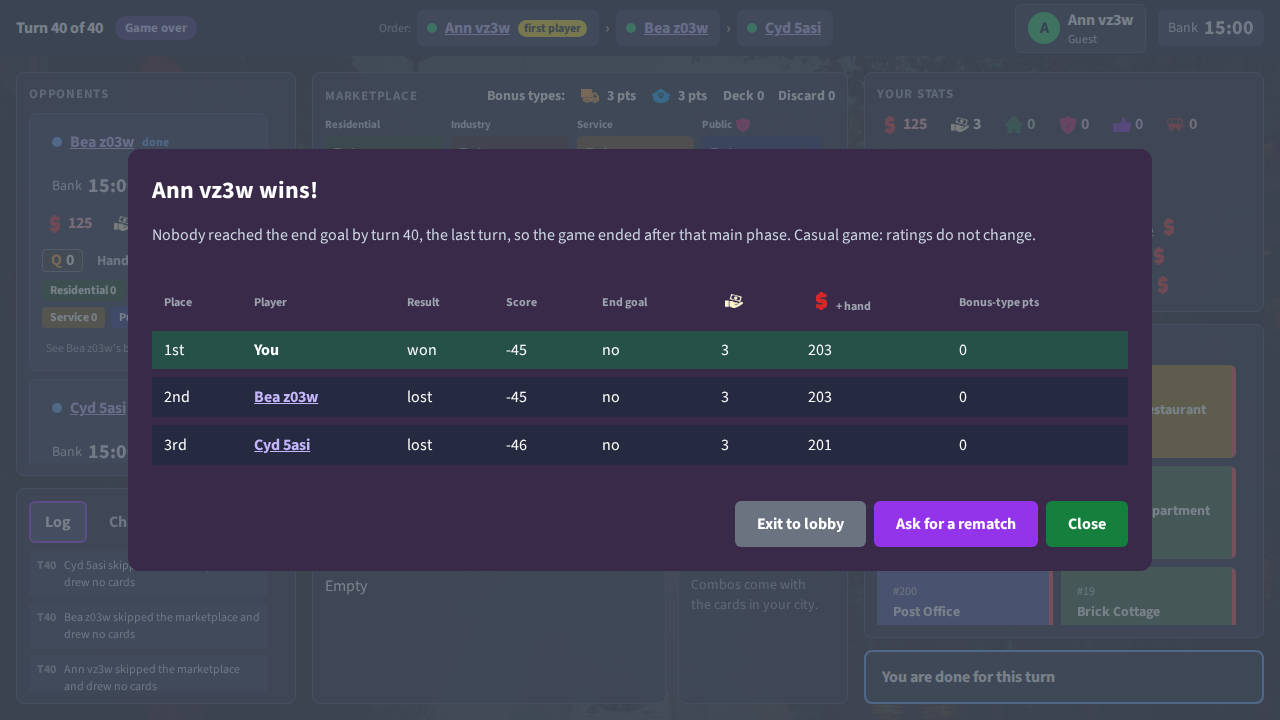 Turn 40 of 40 Game over Order: Ann vz3w first player › Bea z03w › Cyd 5asi A Ann vz3w Guest Bank 15:00
OPPONENTS
Bea z03w done
Bank 15:0
$ 125
Q 0 Hand
Residential 0
Service 0 Pr
See Bea z03w's b
Cyd 5asi
Bank 15:0
Log Cha
T40 Cyd 5asi skip
drew no cards
T40 Bea z03w skipped the marketplace and
drew no cards
T40 Ann vz3w skipped the marketplace
and drew no cards
MARKETPLACE Bonus types: 3 pts 3 pts Deck 0 Discard 0
Residential Industry Service Public
Empty
Combos come with
the cards in your city.
YOUR STATS
$ 125 3 0 0 0 0
estaurant
partment
#200
Post Office
#19
Brick Cottage
You are done for this turn
Ann vz3w wins!
Nobody reached the end goal by turn 40, the last turn, so the game ended after that main phase. Casual game: ratings do not change.
Place Player Result Score End goal $ + hand Bonus-type pts
1st You won -45 no 3 203 0
2nd Bea z03w lost -45 no 3 203 0
3rd Cyd 5asi lost -46 no 3 201 0
Exit to lobby Ask for a rematch Close